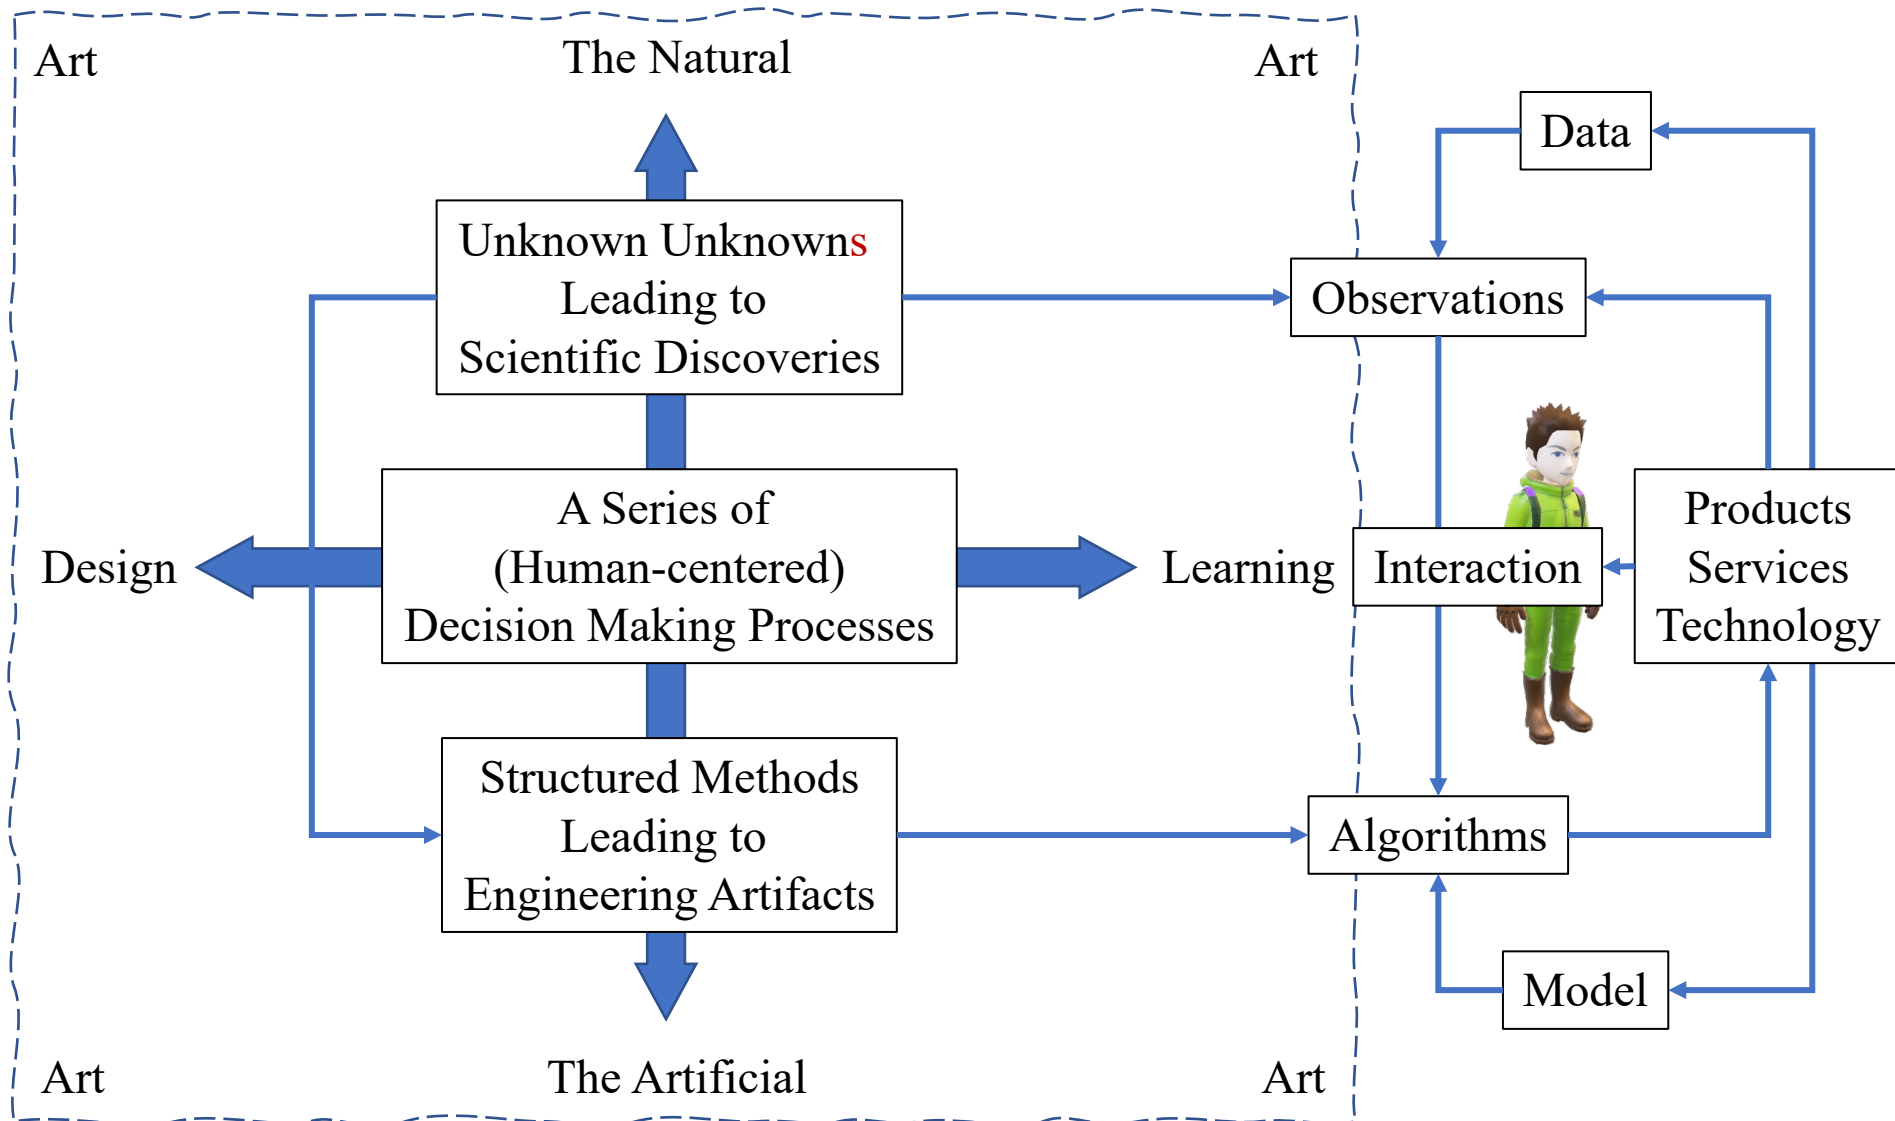 Art
The Natural
Art
Data
Unknown Unknowns
Leading to
Scientific Discoveries
Observations
A Series of
(Human-centered)
Decision Making Processes
Design
Learning
Interaction
Products
Services
Technology
Structured Methods
Leading to
Engineering Artifacts
Algorithms
Model
Art
The Artificial
Art